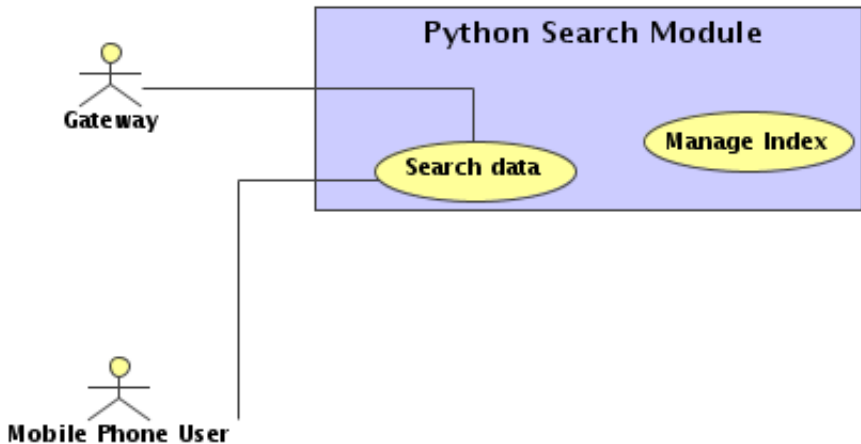 Python Search Module
Gateway
Manage Index
Search data
Mobile Phone User